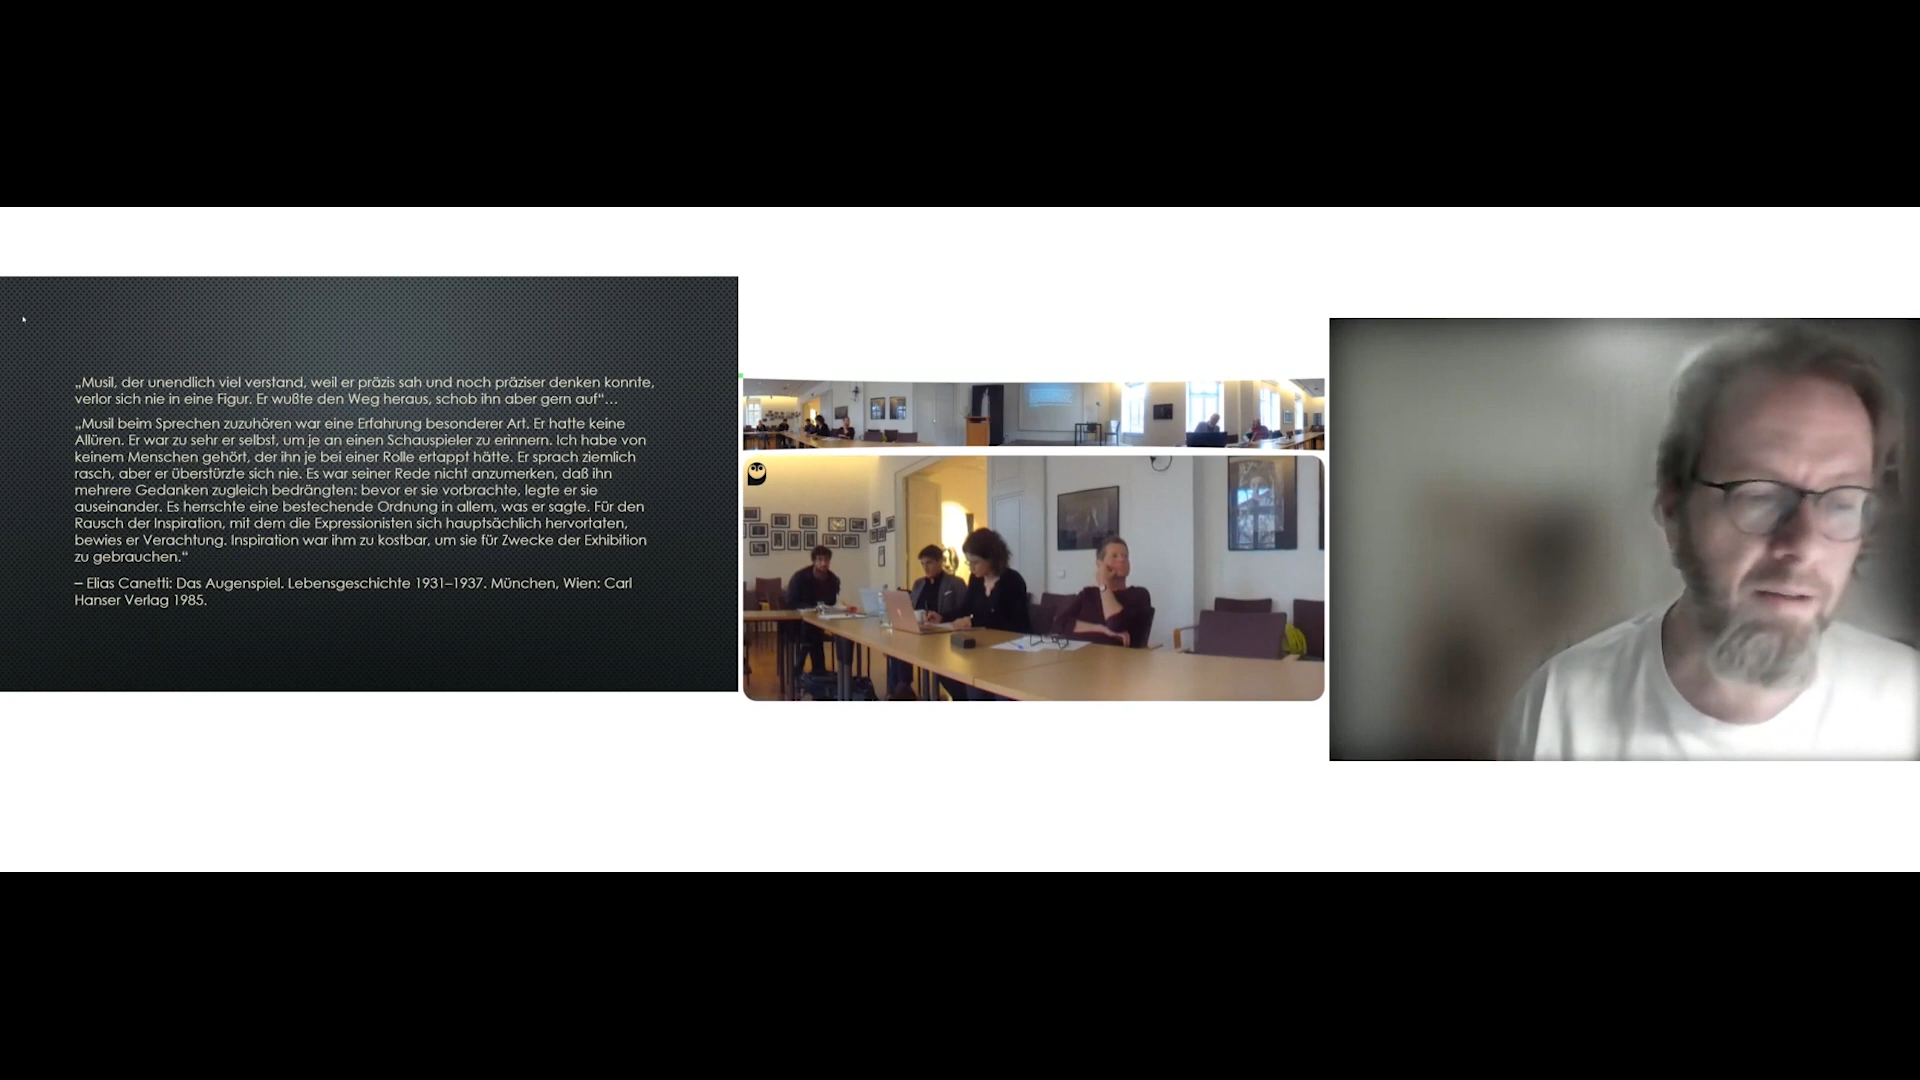 „Musil, der unendlich viel verstand, weil er präzis sah und noch präziser denken konnte,
verlor sich nie in eine Figur. Er wußte den Weg heraus, schob ihn aber gern auf“...
„Musil beim Sprechen zuzuhören war eine Erfahrung besonderer Art. Er hatte keine
Allüren. Er war zu sehr er selbst, um je an einen Schauspieler zu erinnern. Ich habe von
keinem Menschen gehört, der ihn je bei einer Rolle ertappt hätte. Er sprach ziemlich
rasch, aber er überstürzte sich nie. Es war seiner Rede nicht anzumerken, daß ihn
mehrere Gedanken zugleich bedrängten: bevor er sie vorbrachte, legte er sie
auseinander. Es herrschte eine bestechende Ordnung in allem, was er sagte. Für den
Rausch der Inspiration, mit dem die Expressionisten sich hauptsächlich hervortaten,
bewies er Verachtung. Inspiration war ihm zu kostbar, um sie für Zwecke der Exhibition
zu gebrauchen.“
– Elias Canetti: Das Augenspiel. Lebensgeschichte 1931–1937. München, Wien: Carl
Hanser Verlag 1985.